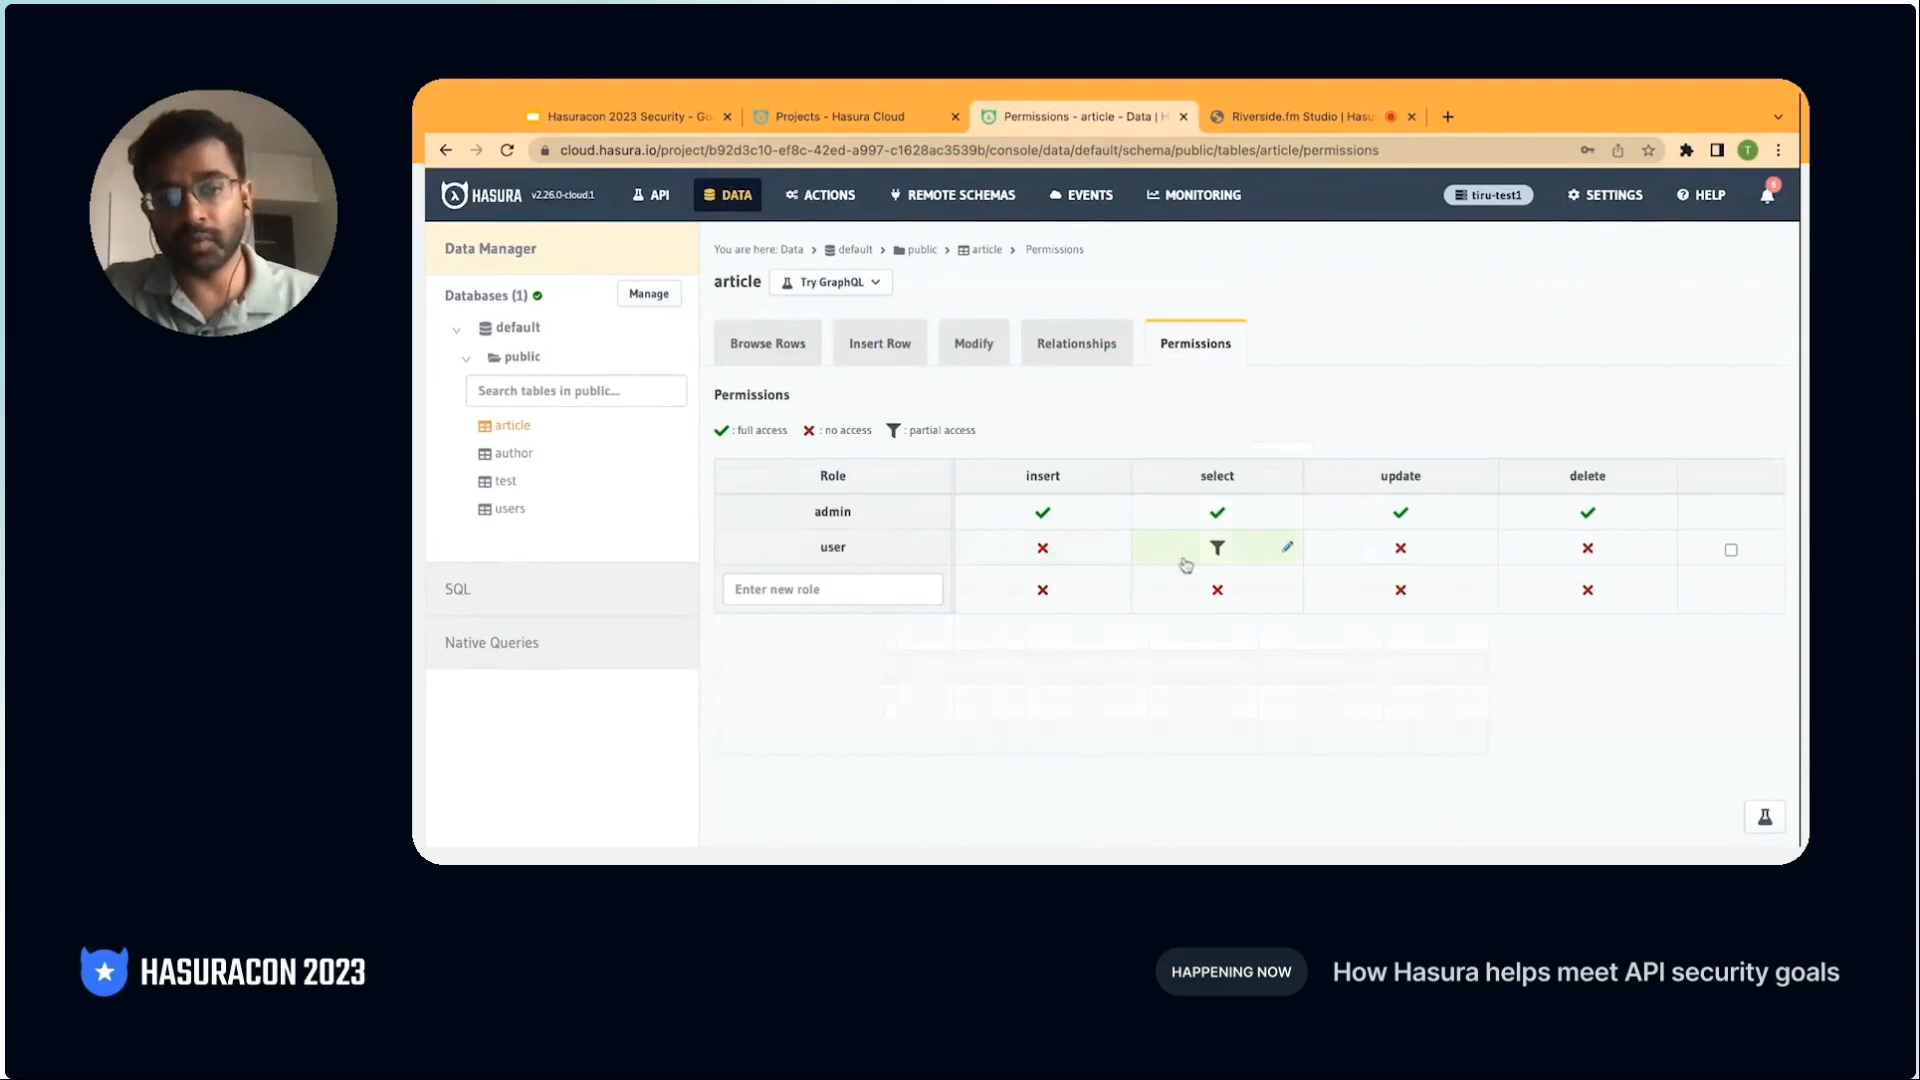 Hasuracon 2023 Security - Go
Projects - Hasura Cloud
Permissions - article - Data | H
Riverside.fm Studio | Hasu
cloud.hasura.io/project/b92d3c10-ef8c-42ed-a997-c1628ac3539b/console/data/default/schema/public/tables/article/permissions
T
HASURA v2.26.0-cloud.1
API
DATA
ACTIONS
REMOTE SCHEMAS
EVENTS
MONITORING
tiru-test1
SETTINGS
HELP
Data Manager
Databases (1)
Manage
default
public
Search tables in public...
article
author
test
users
SQL
Native Queries
You are here: Data > default > public > article > Permissions
article
Try GraphQL
Browse Rows
Insert Row
Modify
Relationships
Permissions
Permissions
: full access : no access : partial access
Role insert select update delete
admin
user
Enter new role
HASURACON 2023
HAPPENING NOW
How Hasura helps meet API security goals